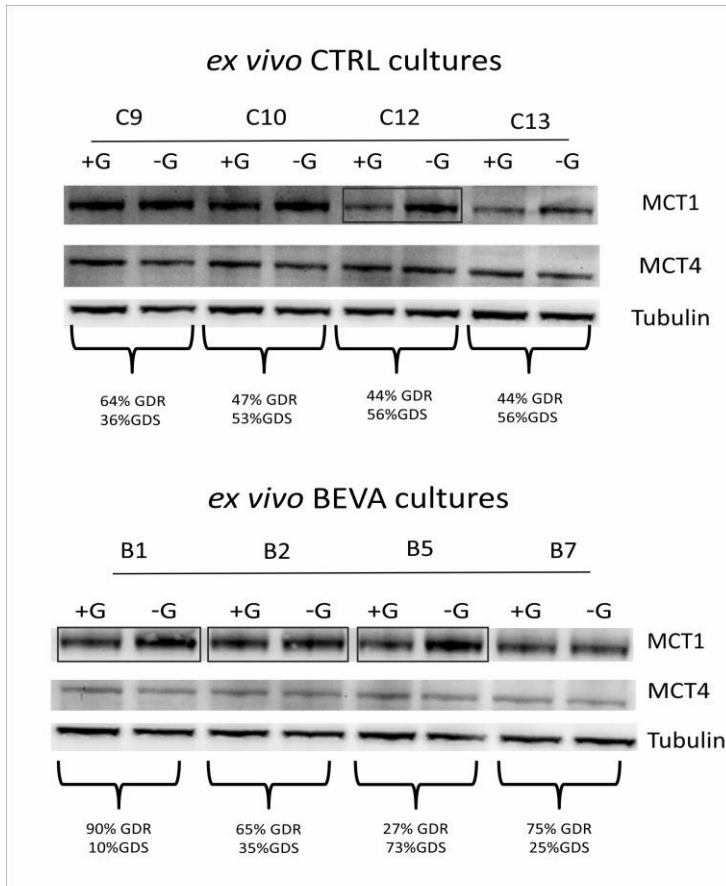 ex vivo CTRL cultures
C9 C10 C12 C13
+G -G +G -G +G -G +G -G
MCT1
MCT4
Tubulin
64% GDR 47% GDR 44% GDR 44% GDR
36%GDS 53%GDS 56%GDS 56%GDS
ex vivo BEVA cultures
B1 B2 B5 B7
+G -G +G -G +G -G +G -G
MCT1
MCT4
Tubulin
90% GDR 65% GDR 27% GDR 75% GDR
10%GDS 35%GDS 73%GDS 25%GDS